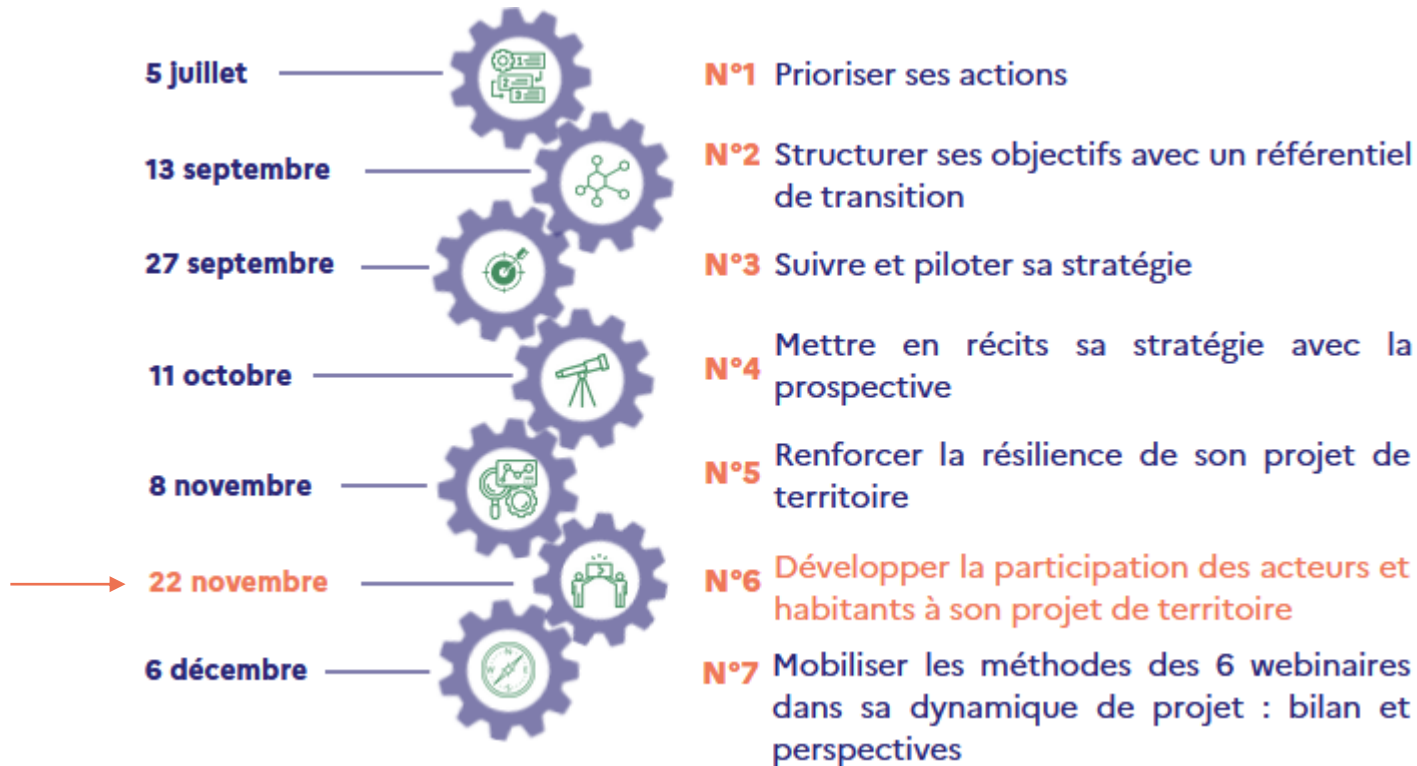 5 juillet
N°1 Prioriser ses actions
13 septembre
N°2 Structurer ses objectifs avec un référentiel
de transition
27 septembre
N°3 Suivre et piloter sa stratégie
11 octobre
N°4 Mettre en récits sa stratégie avec la
prospective
8 novembre
N°5 Renforcer la résilience de son projet de
territoire
22 novembre
N°6 Développer la participation des acteurs et
habitants à son projet de territoire
6 décembre
N°7 Mobiliser les méthodes des 6 webinaires
dans sa dynamique de projet : bilan et
perspectives